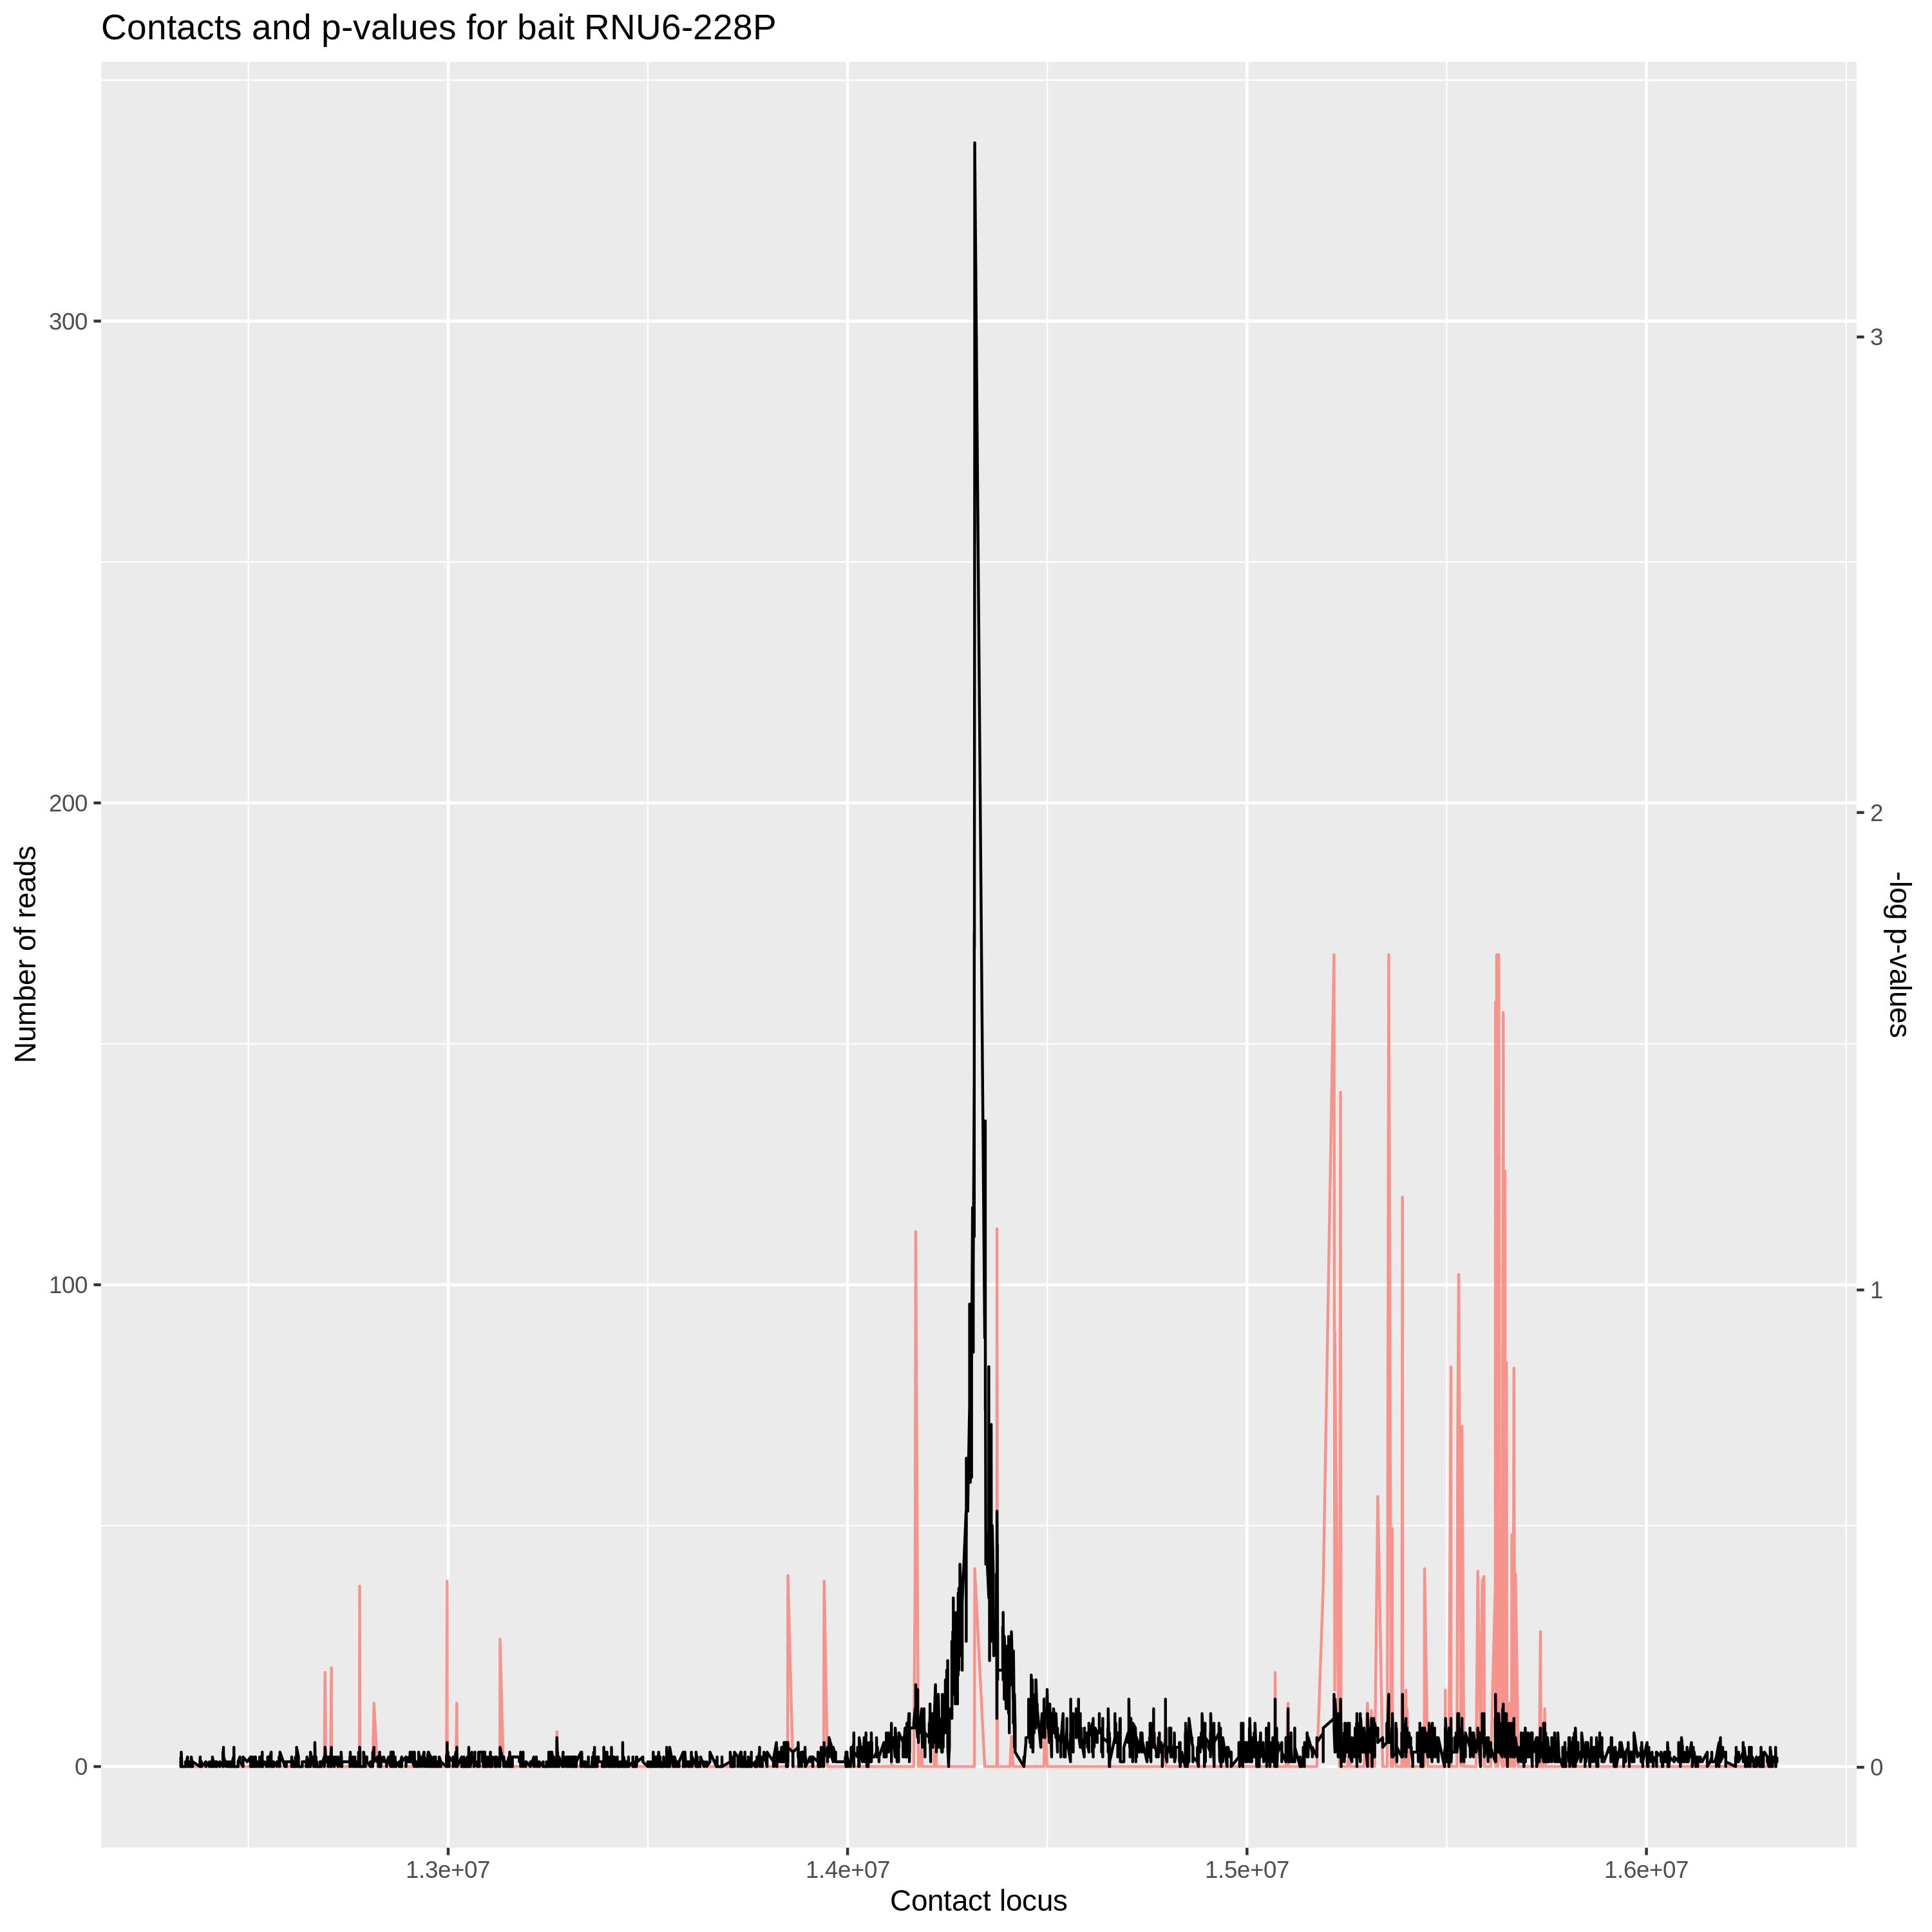 Contacts and p-values for bait RNU6-228P
300
200
100
0
Number of reads
3
2
1
0
-log p-values
1.3e+07
1.4e+07
1.5e+07
1.6e+07
Contact locus